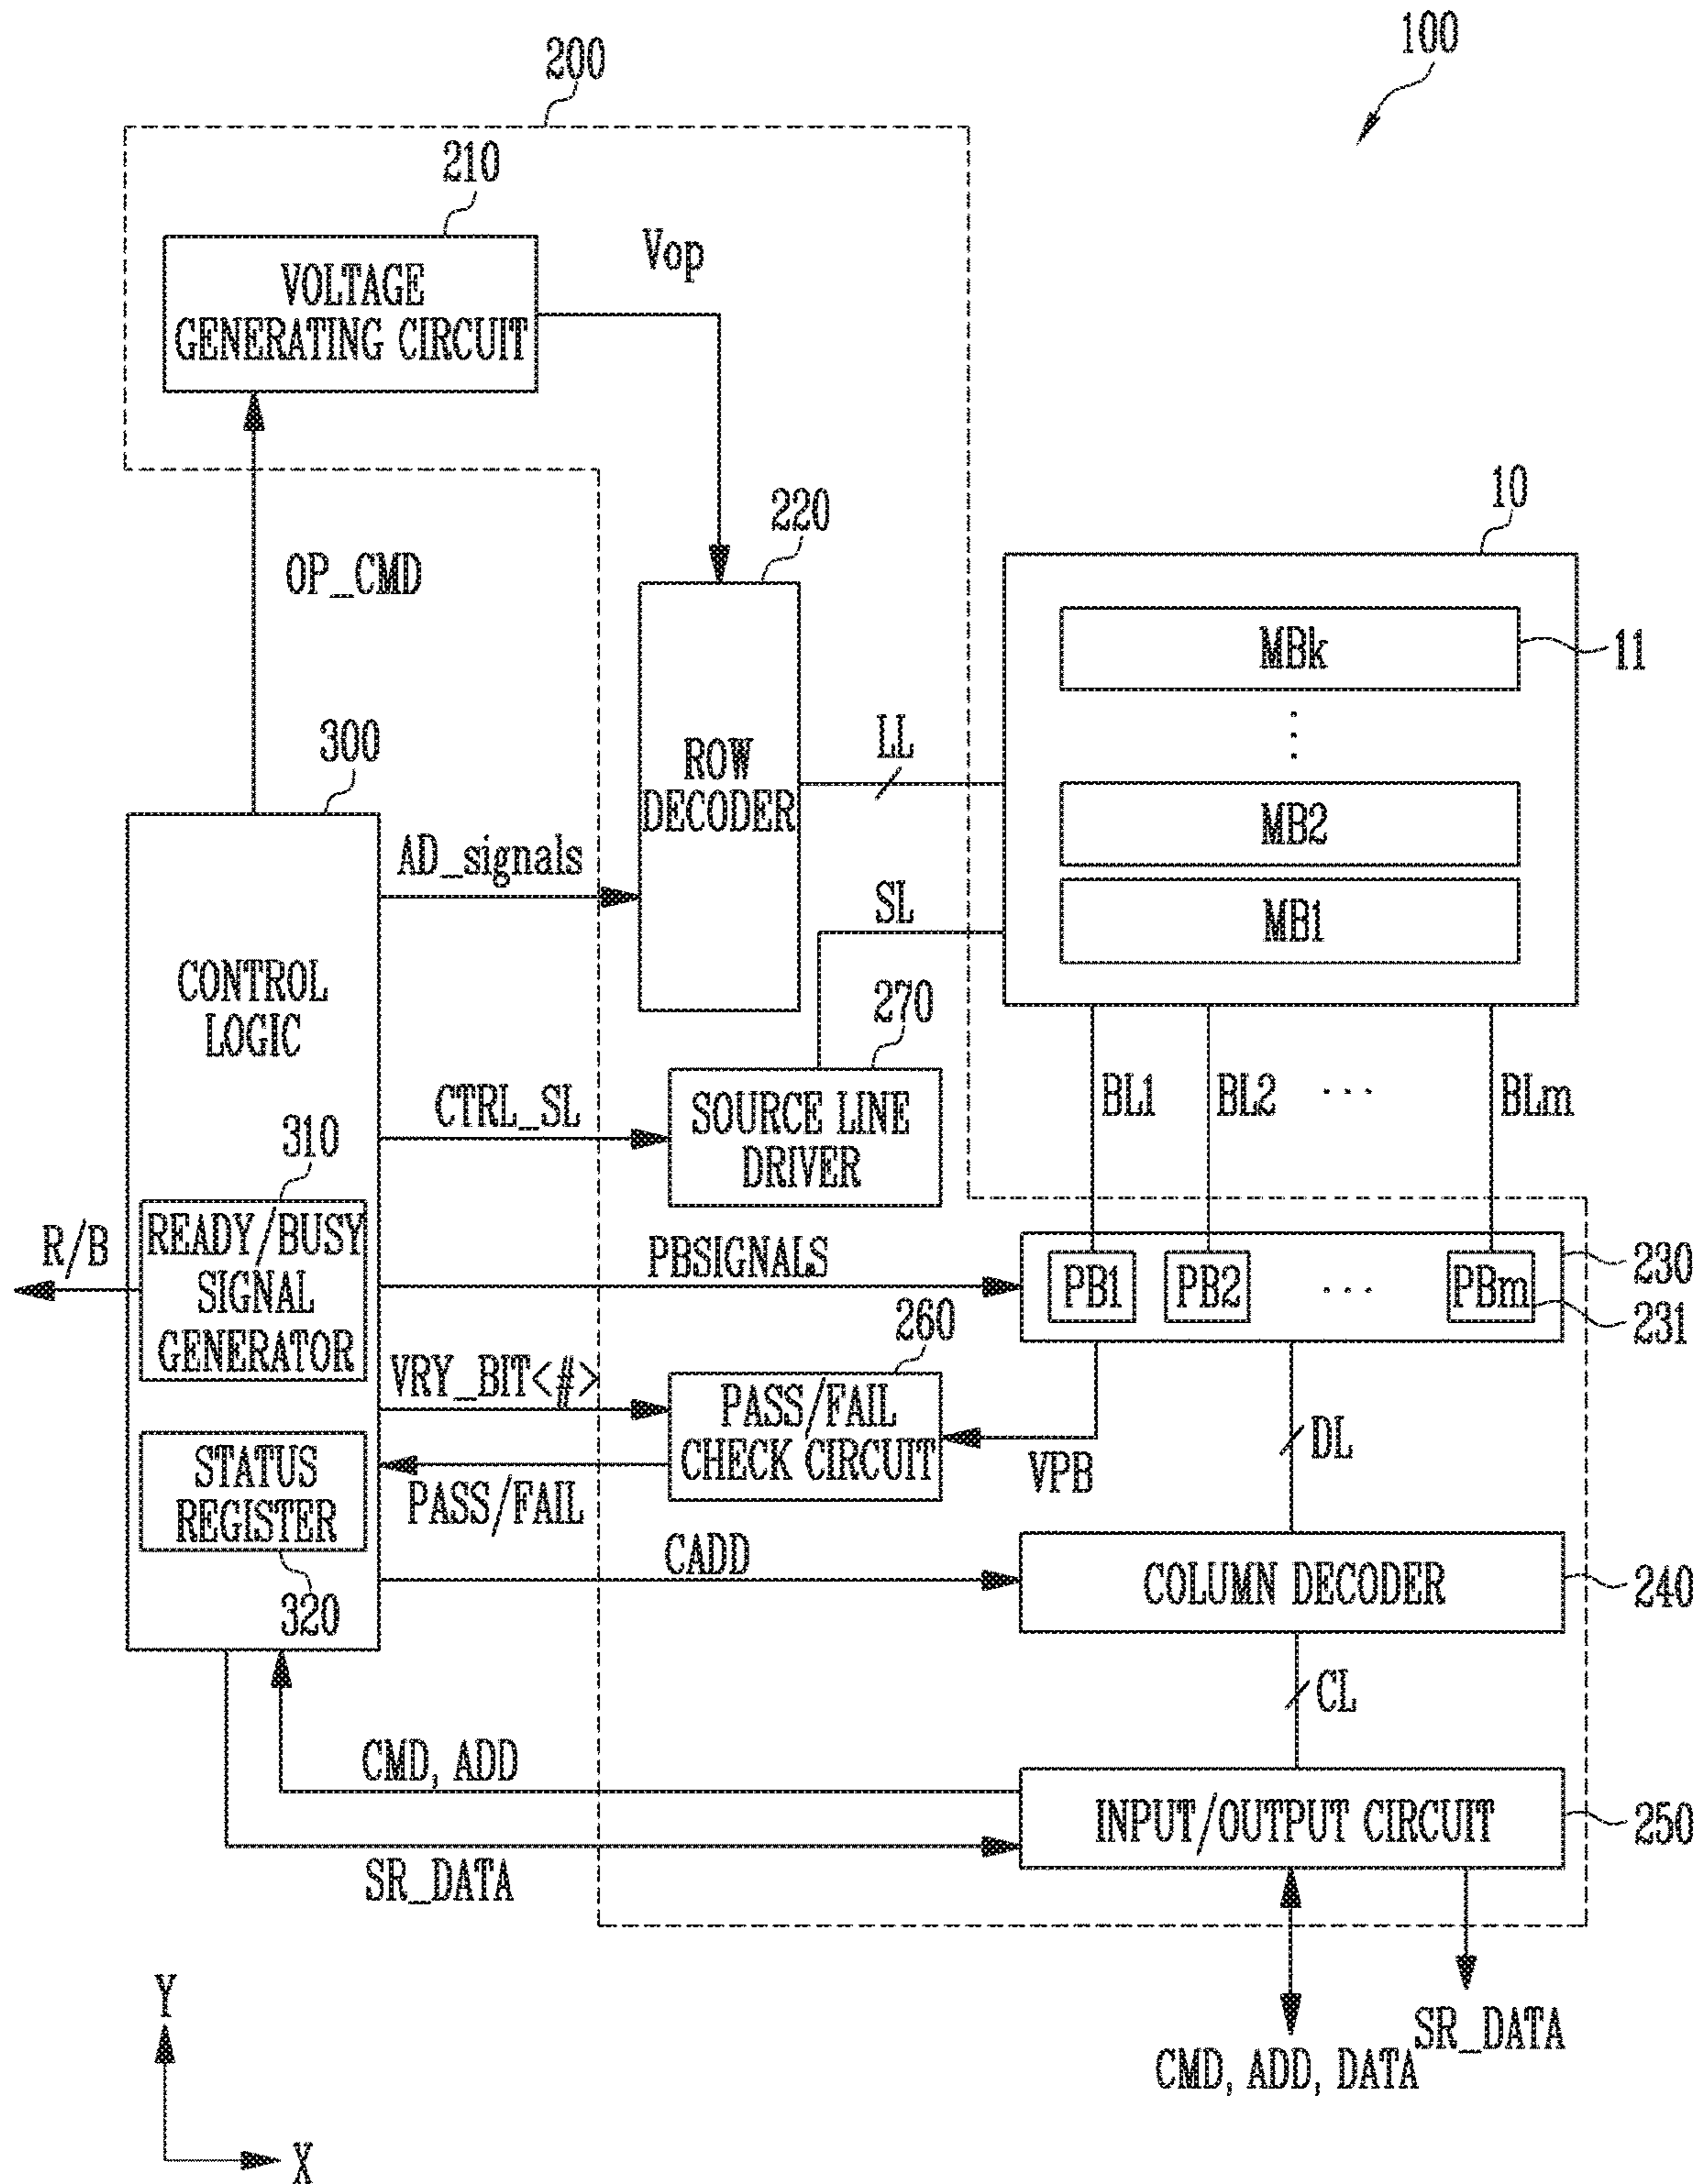 100
200
210
VOLTAGE
GENERATING CIRCUIT
Vop
OP_CMD
220
ROW
DECODER
10
MBk
11
MB2
MB1
LL
SL
300
CONTROL
LOGIC
AD_signals
270
SOURCE LINE
DRIVER
CTRL_SL
BL1
BL2
...
BLm
310
READY/BUSY
SIGNAL
GENERATOR
R/B
PBSIGNALS
PB1
PB2
...
PBm
230
231
260
PASS/FAIL
CHECK CIRCUIT
VRY_BIT<#>
PASS/FAIL
VPB
DL
STATUS
REGISTER
320
CADD
COLUMN DECODER
240
CL
CMD, ADD
INPUT/OUTPUT CIRCUIT
250
SR_DATA
SR_DATA
CMD, ADD, DATA
Y
X